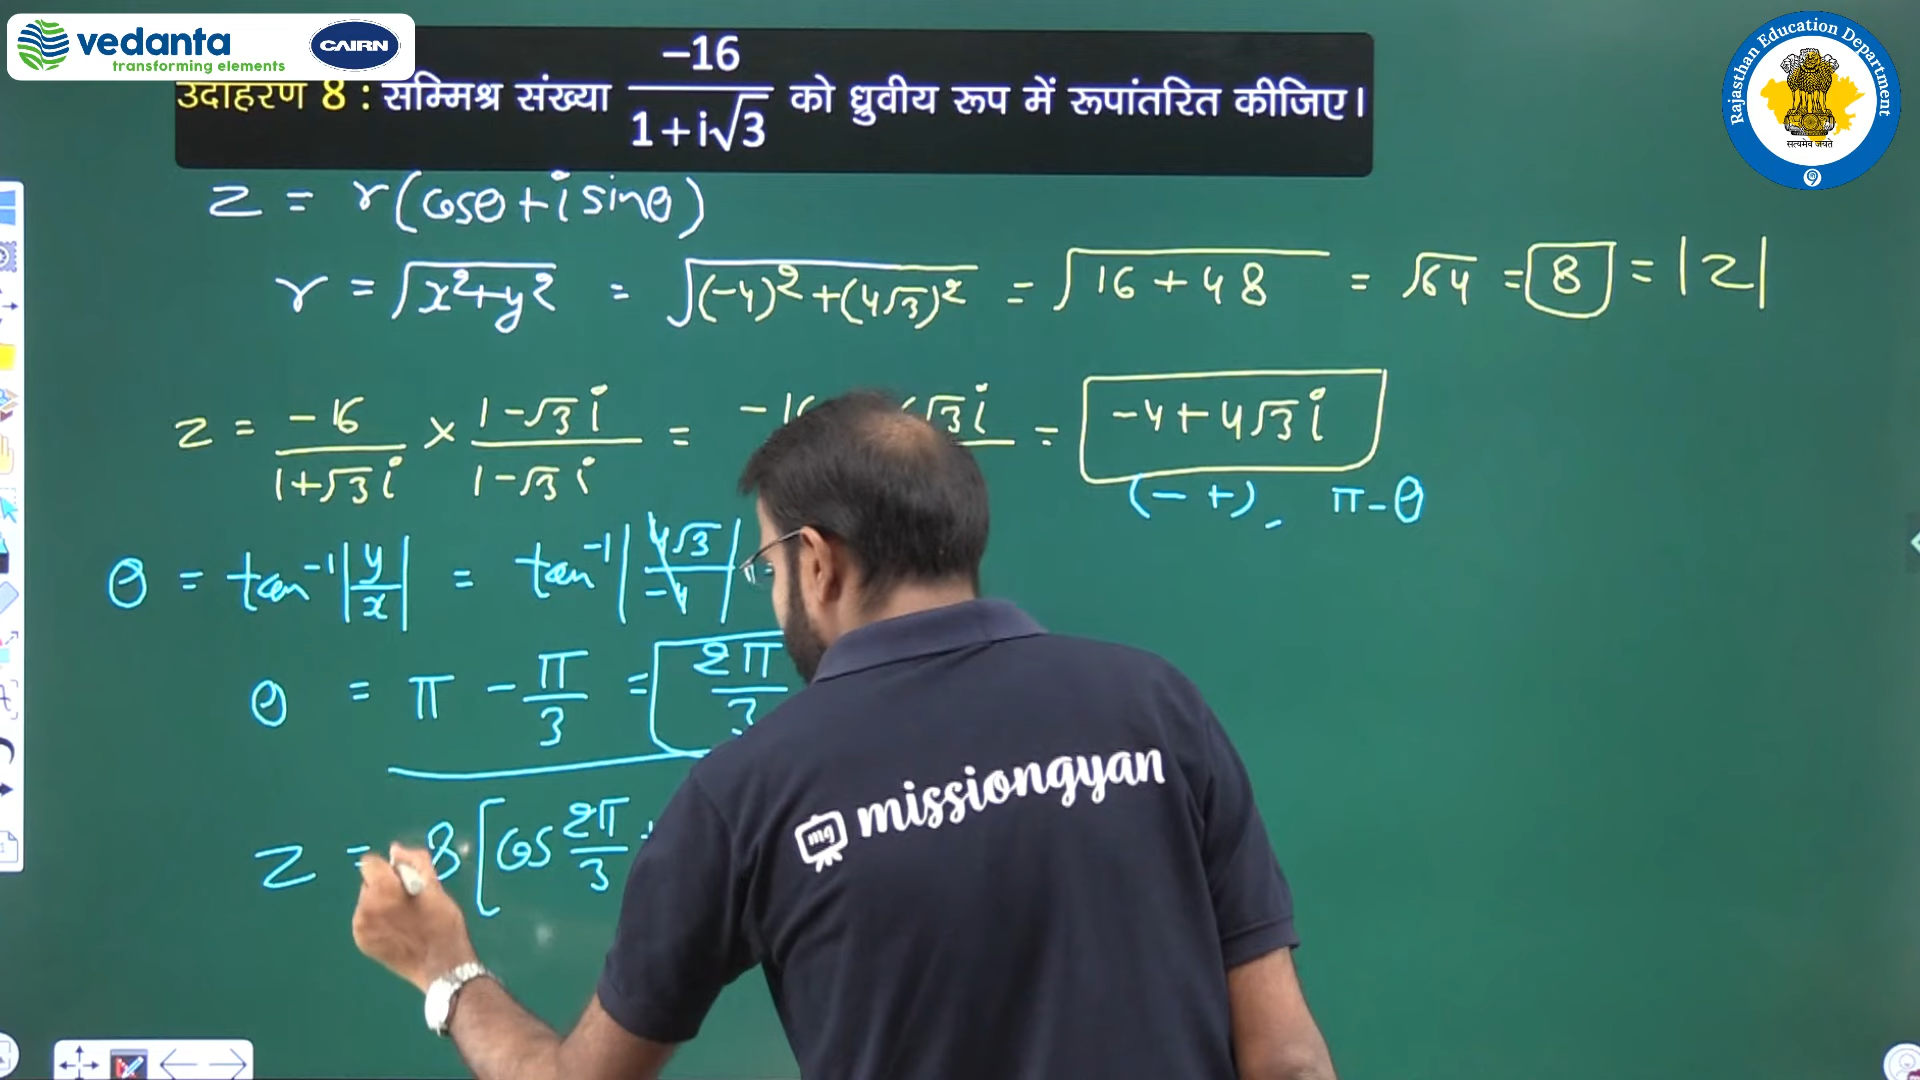 vedanta
transforming elements
CAIRN
उदाहरण 8 : सम्मिश्र संख्या -16 / 1+i√3 को ध्रुवीय रूप में रूपांतरित कीजिए।
Rajasthan Education Department
सत्यमेव जयते
z = r(cosθ+i sinθ)
r = √x²+y² = √(-4)²+(4√3)² = √16+48 = √64 = 8 = |z|
z = -16 / 1+√3i × 1-√3i / 1-√3i = = -4+4√3i
(- +), π-θ
θ = tan⁻¹|y/x| = tan⁻¹|4√3/-4|
θ = π - π/3 = 2π/3
z = 8[cos 2π/3 +
mg missiongyan